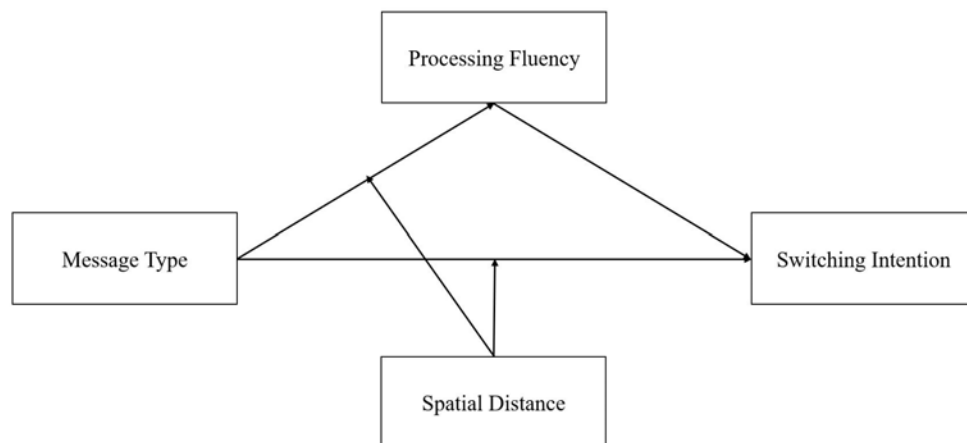 Processing Fluency
Message Type
Switching Intention
Spatial Distance